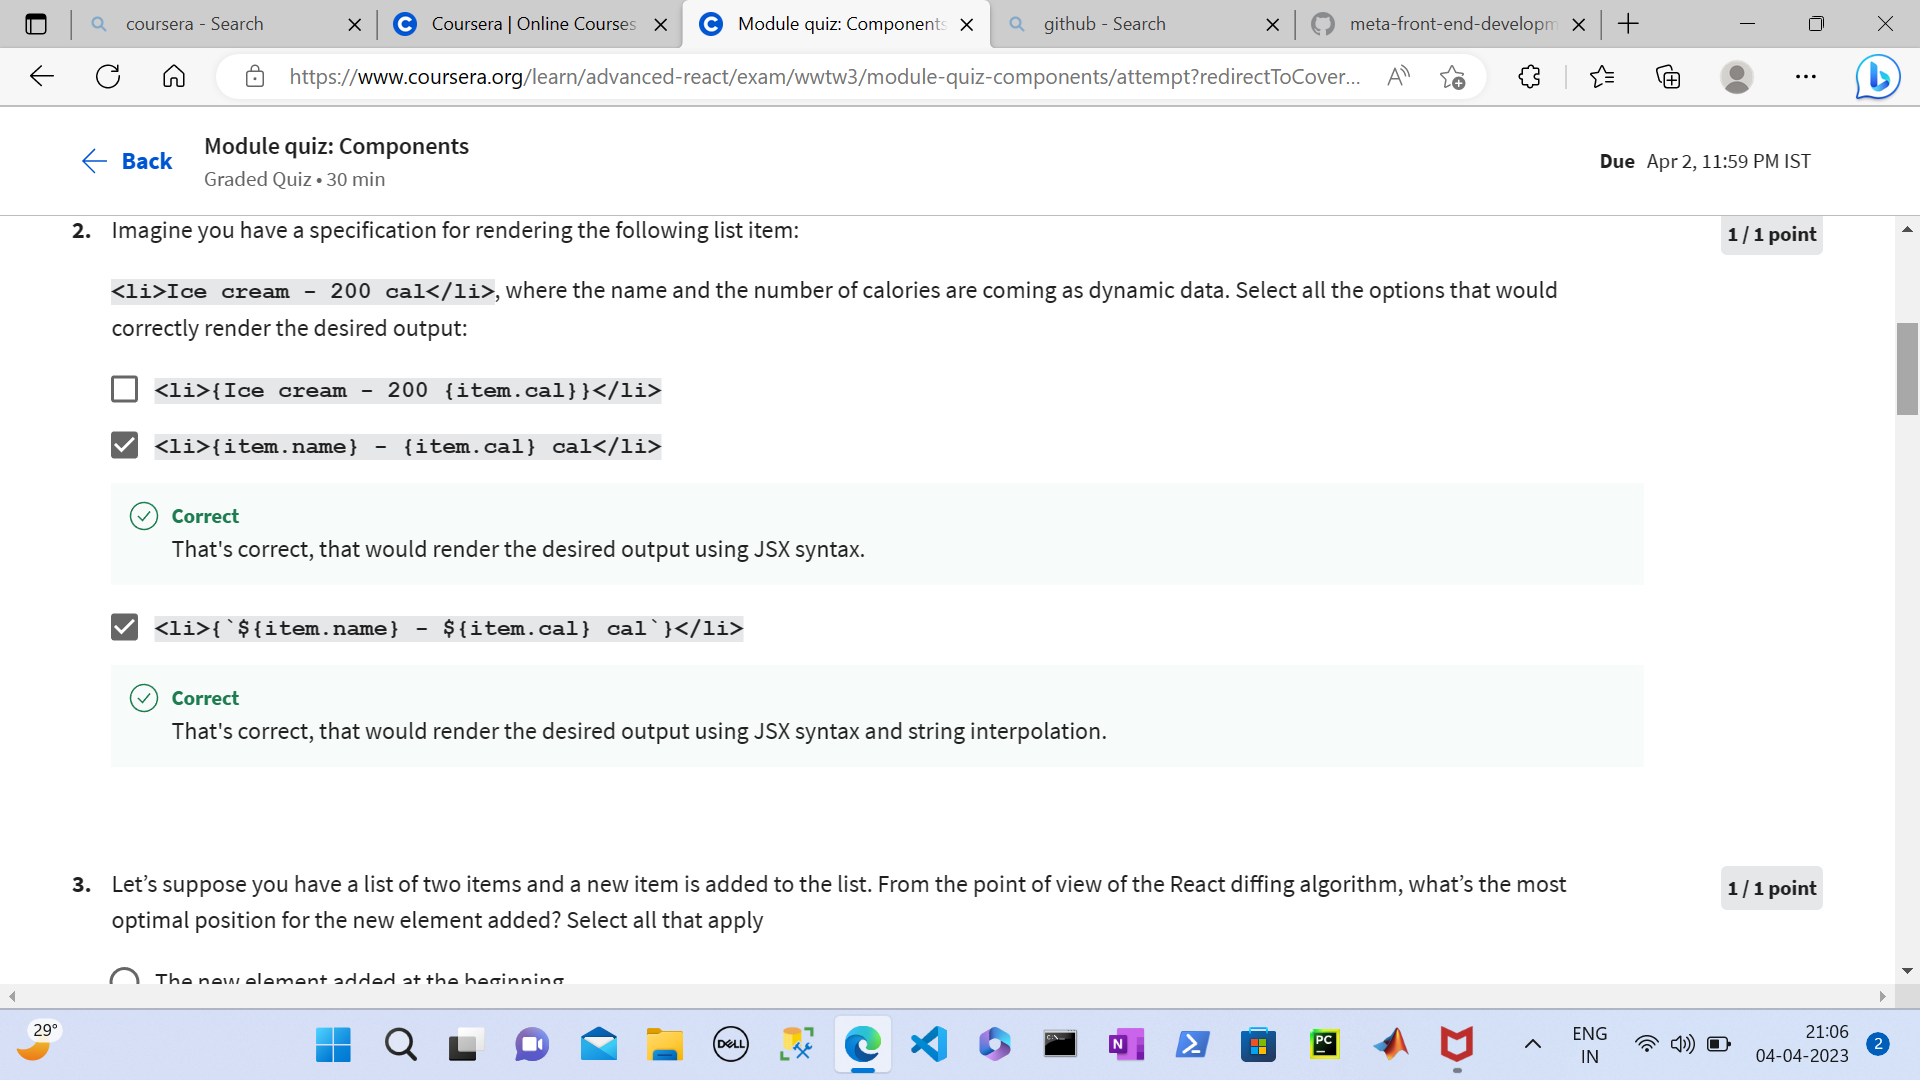 coursera - Search
Coursera | Online Courses
Module quiz: Components
github - Search
meta-front-end-developm
https://www.coursera.org/learn/advanced-react/exam/wwtw3/module-quiz-components/attempt?redirectToCover...
Back
Module quiz: Components
Graded Quiz • 30 min
Due Apr 2, 11:59 PM IST
2. Imagine you have a specification for rendering the following list item:
1 / 1 point
<li>Ice cream - 200 cal</li>, where the name and the number of calories are coming as dynamic data. Select all the options that would
correctly render the desired output:
<li>{Ice cream - 200 {item.cal}}</li>
<li>{item.name} - {item.cal} cal</li>
Correct
That's correct, that would render the desired output using JSX syntax.
<li>{`${item.name} - ${item.cal} cal`}</li>
Correct
That's correct, that would render the desired output using JSX syntax and string interpolation.
3. Let’s suppose you have a list of two items and a new item is added to the list. From the point of view of the React diffing algorithm, what’s the most
1 / 1 point
optimal position for the new element added? Select all that apply
The new element added at the beginning
29°
DELL
N
PC
ENG
IN
21:06
04-04-2023
2